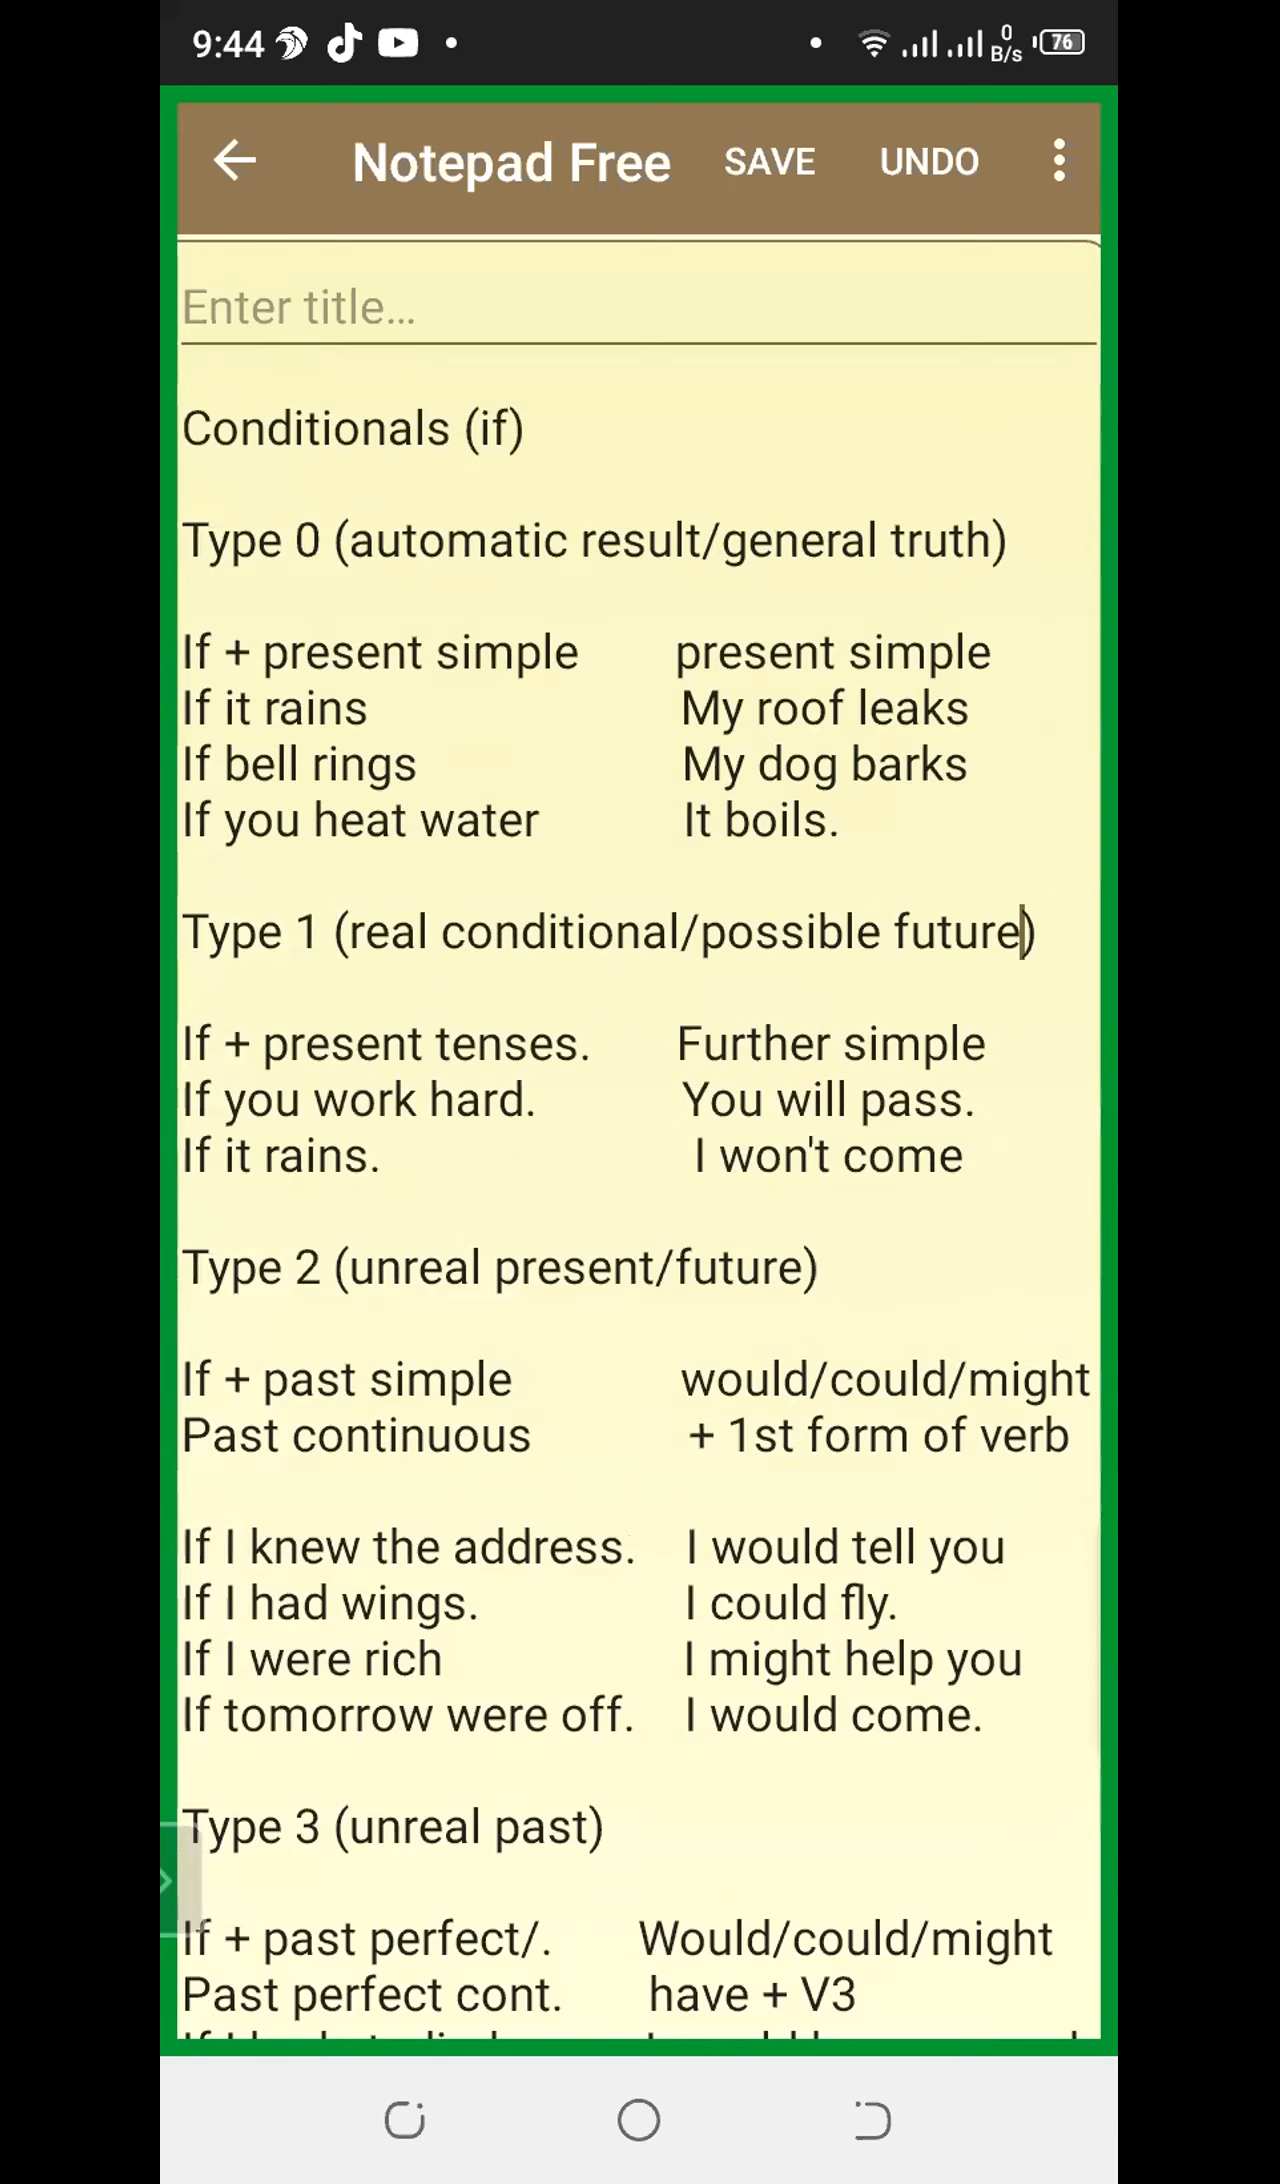 9:44 0 B/s 76
Notepad Free SAVE UNDO
Enter title...
Conditionals (if)
Type 0 (automatic result/general truth)
If + present simple present simple
If it rains My roof leaks
If bell rings My dog barks
If you heat water It boils.
Type 1 (real conditional/possible future)
If + present tenses. Further simple
If you work hard. You will pass.
If it rains. I won't come
Type 2 (unreal present/future)
If + past simple would/could/might
Past continuous + 1st form of verb
If I knew the address. I would tell you
If I had wings. I could fly.
If I were rich I might help you
If tomorrow were off. I would come.
Type 3 (unreal past)
If + past perfect/. Would/could/might
Past perfect cont. have + V3